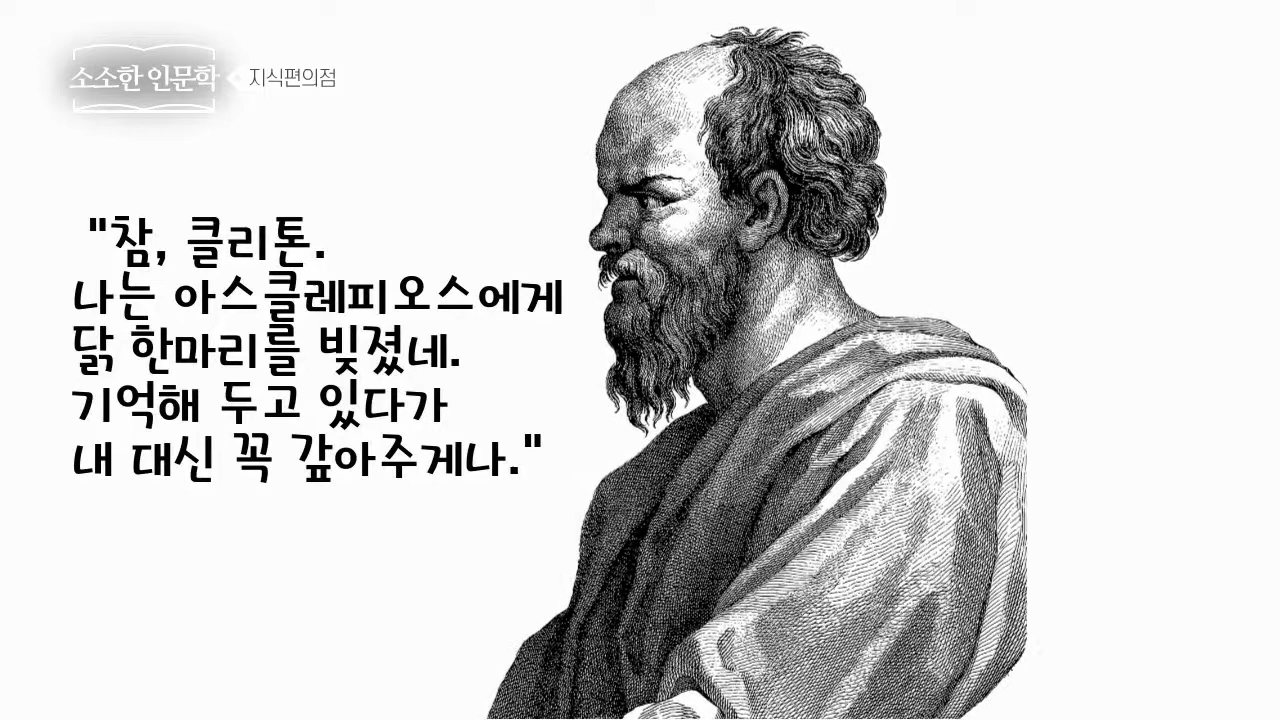 소소한 인문학 지식편의점
"참, 클리톤.
나는 아스클레피오스에게
닭 한마리를 빚졌네.
기억해 두고 있다가
내 대신 꼭 갚아주게나."